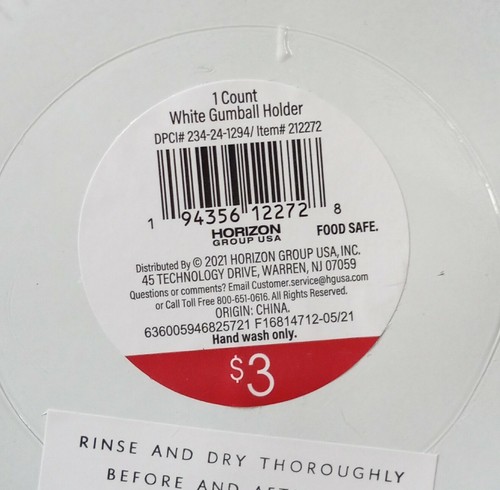 1 Count
White Gumball Holder
DPCI# 234-24-1294/ Item# 212272
1 94356 12272 8
HORIZON
GROUP USA
FOOD SAFE.
Distributed By © 2021 HORIZON GROUP USA, INC.
45 TECHNOLOGY DRIVE, WARREN, NJ 07059
Questions or comments? Email Customer.service@hgusa.com
or Call Toll Free 800-651-0616. All Rights Reserved.
ORIGIN: CHINA.
636005946825721 F16814712-05/21
Hand wash only.
$3
RINSE AND DRY THOROUGHLY
BEFORE AND